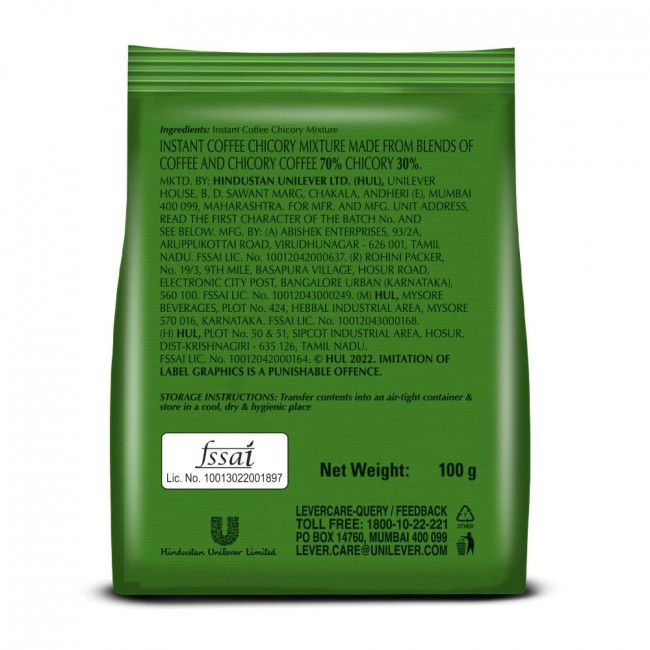 Ingredients: Instant Coffee Chicory Mixture
INSTANT COFFEE CHICORY MIXTURE MADE FROM BLENDS OF
COFFEE AND CHICORY COFFEE 70% CHICORY 30%.
MKTD. BY: HINDUSTAN UNILEVER LTD. (HUL), UNILEVER
HOUSE, B. D. SAWANT MARG, CHAKALA, ANDHERI (E), MUMBAI
400 099, MAHARASHTRA. FOR MFR. AND MFG. UNIT ADDRESS,
READ THE FIRST CHARACTER OF THE BATCH No. AND
SEE BELOW. MFG. BY: (A) ABISHEK ENTERPRISES, 93/2A,
ARUPPUKOTTAI ROAD, VIRUDHUNAGAR - 626 001, TAMIL
NADU. FSSAI LIC. No. 10012042000637. (R) ROHINI PACKER,
No. 19/3, 9TH MILE, BASAPURA VILLAGE, HOSUR ROAD,
ELECTRONIC CITY POST, BANGALORE URBAN (KARNATAKA),
560 100. FSSAI LIC. No. 10012043000249. (M) HUL, MYSORE
BEVERAGES, PLOT No. 424, HEBBAL INDUSTRIAL AREA, MYSORE
570 016, KARNATAKA. FSSAI LIC. No. 10012043000168.
(H) HUL, PLOT No. 50 & 51, SIPCOT INDUSTRIAL AREA, HOSUR,
DIST-KRISHNAGIRI - 635 126, TAMIL NADU.
FSSAI LIC. No. 10012042000164. © HUL 2022. IMITATION OF
LABEL GRAPHICS IS A PUNISHABLE OFFENCE.
STORAGE INSTRUCTIONS: Transfer contents into an air-tight container &
store in a cool, dry & hygienic place
fssai
Lic. No. 10013022001897
Net Weight: 100 g
Hindustan Unilever Limited
LEVERCARE-QUERY / FEEDBACK
TOLL FREE: 1800-10-22-221
PO BOX 14760, MUMBAI 400 099
LEVER.CARE@UNILEVER.COM
7
OTHER